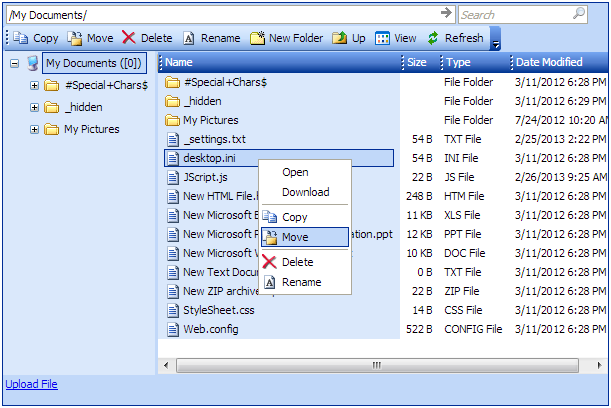 /My Documents/ Search
Copy Move Delete Rename New Folder Up View Refresh
My Documents ([0])
#Special+Chars$
_hidden
My Pictures
Name Size Type Date Modified
#Special+Chars$ File Folder 3/11/2012 6:28 PM
_hidden File Folder 3/11/2012 6:29 PM
My Pictures File Folder 7/24/2012 10:20 AM
_settings.txt 54 B TXT File 2/25/2013 2:22 PM
desktop.ini 54 B INI File 3/11/2012 6:28 PM
JScript.js 22 B JS File 2/26/2013 9:25 AM
New HTML File. 248 B HTM File 3/11/2012 6:28 PM
New Microsoft E 11 KB XLS File 3/11/2012 6:28 PM
New Microsoft P ation.ppt 12 KB PPT File 3/11/2012 6:28 PM
New Microsoft W 10 KB DOC File 3/11/2012 6:28 PM
New Text Docum 0 B TXT File 3/11/2012 6:28 PM
New ZIP archive 22 B ZIP File 3/11/2012 6:28 PM
StyleSheet.css 14 B CSS File 3/11/2012 6:28 PM
Web.config 522 B CONFIG File 3/11/2012 6:28 PM
Open
Download
Copy
Move
Delete
Rename
Upload File